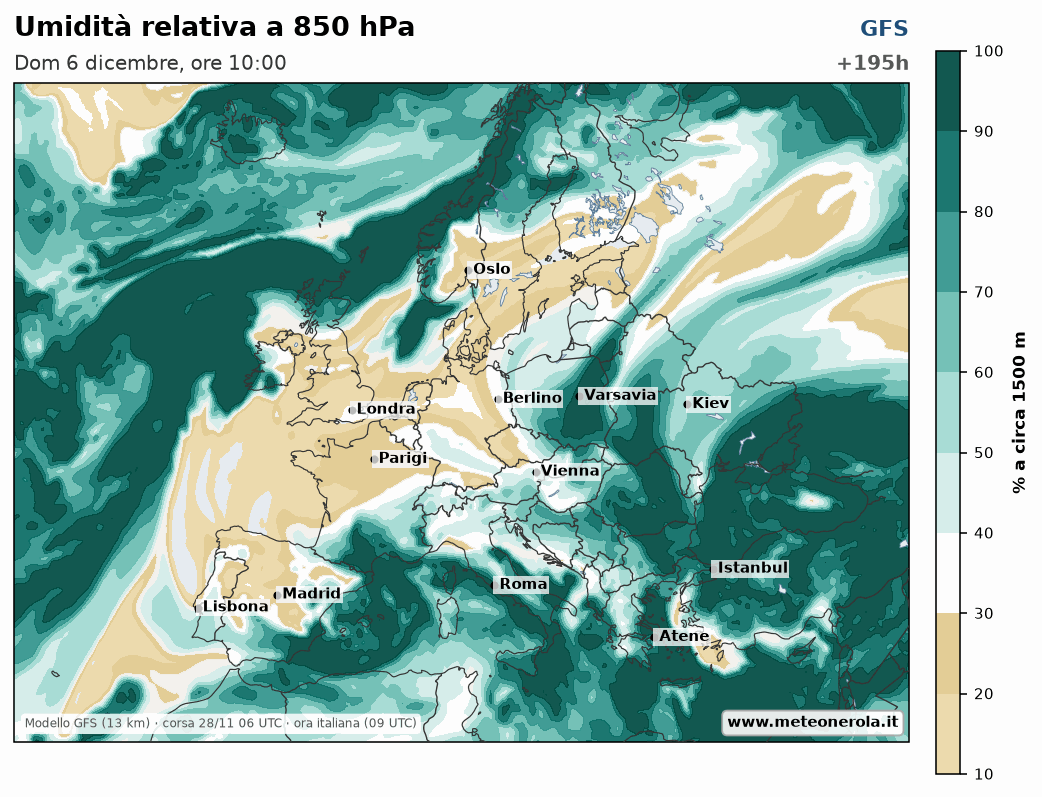 Umidità relativa a 850 hPa
GFS
Dom 6 dicembre, ore 10:00
+195h
100
90
80
70
60
50
40
30
20
10
% a circa 1500 m
Oslo
Londra
Berlino
Varsavia
Kiev
Parigi
Vienna
Istanbul
Roma
Madrid
Lisbona
Atene
Modello GFS (13 km) · corsa 28/11 06 UTC · ora italiana (09 UTC)
www.meteonerola.it